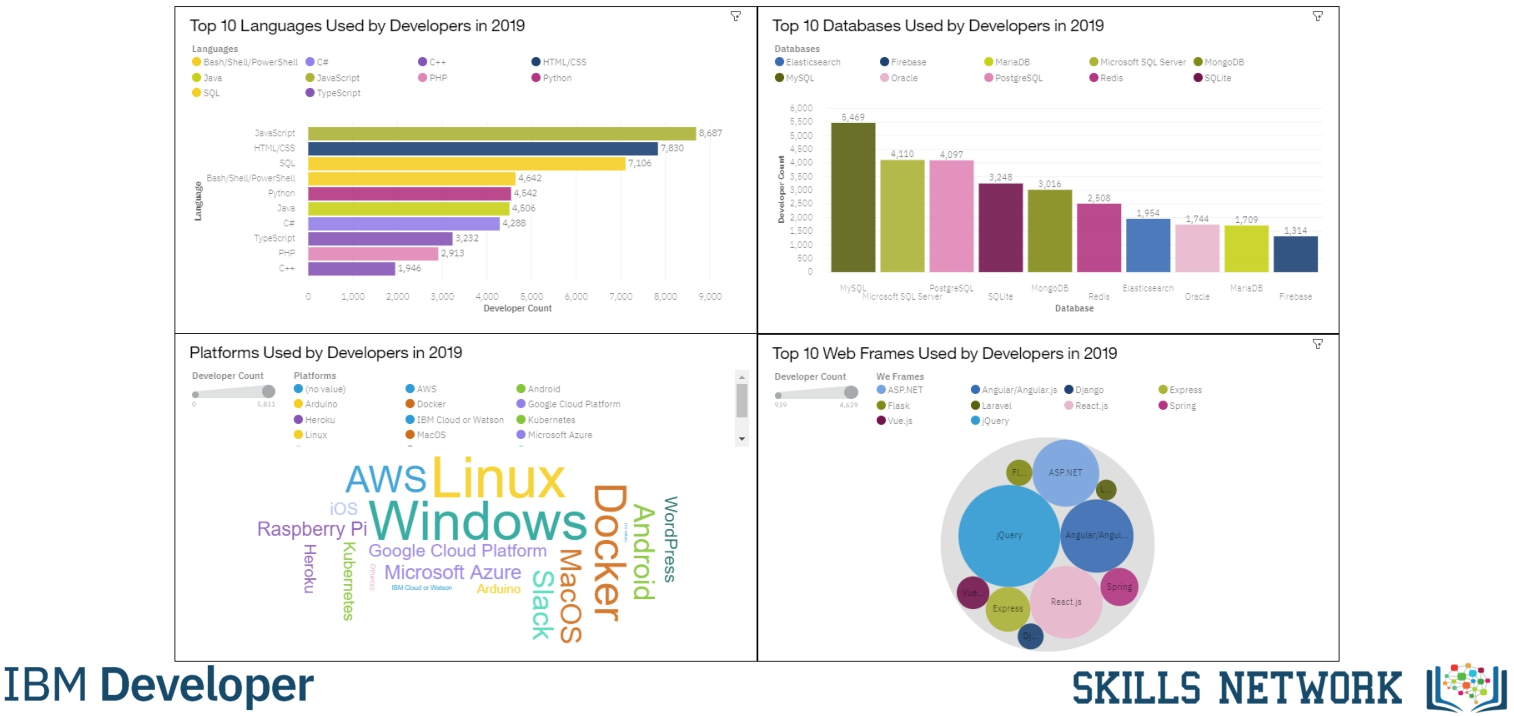 Top 10 Languages Used by Developers in 2019
Languages
Bash/Shell/PowerShell C# C++ HTML/CSS
Java JavaScript PHP Python
SQL TypeScript
Language
JavaScript 8,687
HTML/CSS 7,830
SQL 7,106
Bash/Shell/PowerShell 4,642
Python 4,542
Java 4,506
C# 4,288
TypeScript 3,232
PHP 2,913
C++ 1,946
0 1,000 2,000 3,000 4,000 5,000 6,000 7,000 8,000 9,000
Developer Count
Top 10 Databases Used by Developers in 2019
Databases
Elasticsearch Firebase MariaDB Microsoft SQL Server MongoDB
MySQL Oracle PostgreSQL Redis SQLite
Developer Count
6,000
5,500
5,000
4,500
4,000
3,500
3,000
2,500
2,000
1,500
1,000
500
0
5,469 4,110 4,097 3,248 3,016 2,508 1,954 1,744 1,709 1,314
MySQL Microsoft SQL Server PostgreSQL SQLite MongoDB Redis Elasticsearch Oracle MariaDB Firebase
Database
Platforms Used by Developers in 2019
Developer Count
0 5,811
Platforms
(no value) AWS Android
Arduino Docker Google Cloud Platform
Heroku IBM Cloud or Watson Kubernetes
Linux MacOS Microsoft Azure
AWS Linux
iOS Windows
Raspberry Pi
Docker
Android
WordPress
Heroku
Kubernetes
Google Cloud Platform
Microsoft Azure
IBM Cloud or Watson
Arduino
Slack
MacOS
Top 10 Web Frames Used by Developers in 2019
Developer Count
939 4,629
We Frames
ASP.NET Angular/Angular.js Django Express
Flask Laravel React.js Spring
Vue.js jQuery
Fl... ASP.NET
L...
jQuery Angular/Angul...
Vue... Express React.js Spring
Dj...
IBM Developer
SKILLS NETWORK